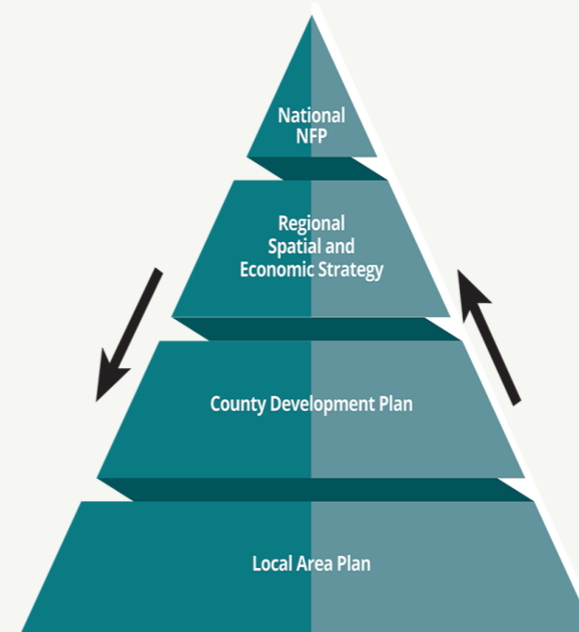 National
NFP
Regional
Spatial and
Economic Strategy
County Development Plan
Local Area Plan